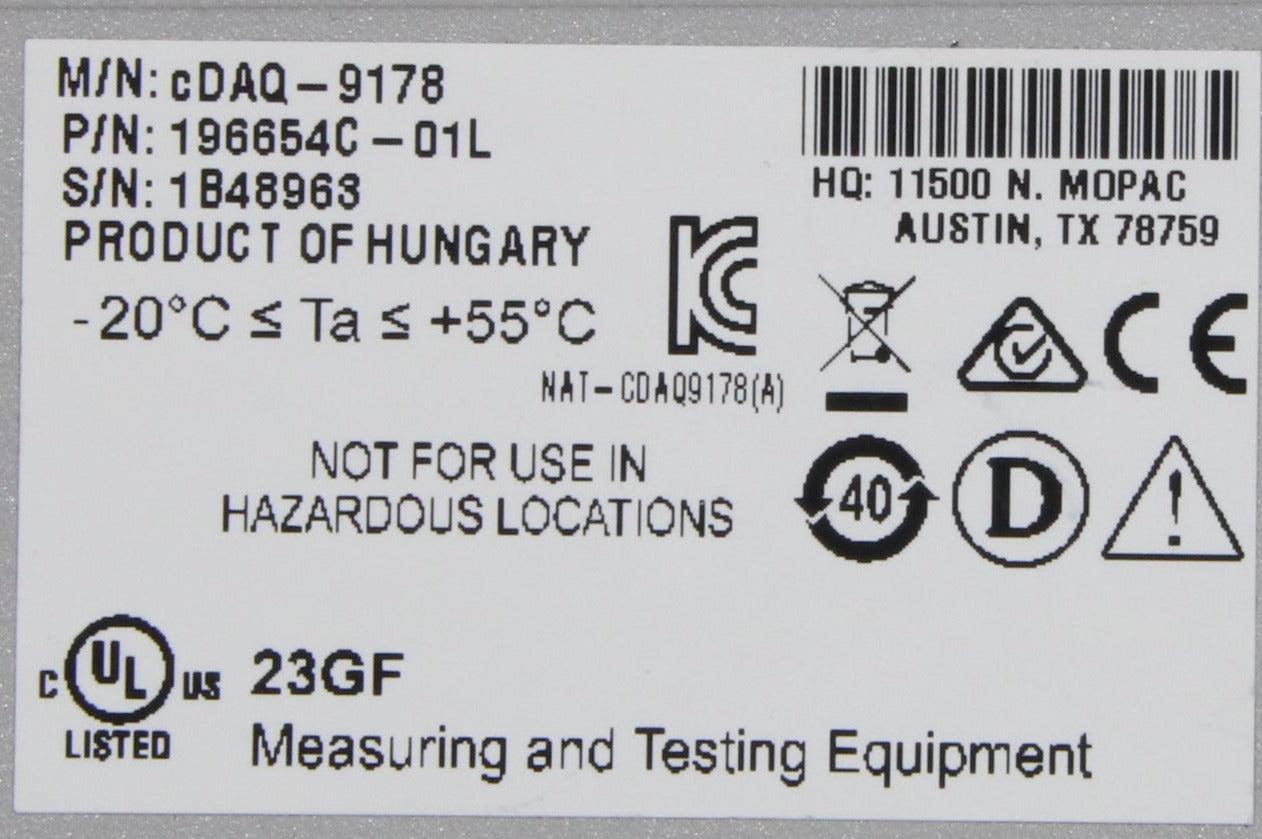 M/N: cDAQ-9178
P/N: 196654C-01L
S/N: 1B48963
PRODUCT OF HUNGARY
-20°C ≤ Ta ≤ +55°C
HQ: 11500 N. MOPAC
AUSTIN, TX 78759
NAT-CDAQ9178(A)
CE
NOT FOR USE IN
HAZARDOUS LOCATIONS
40
D
C UL US
LISTED
23GF
Measuring and Testing Equipment